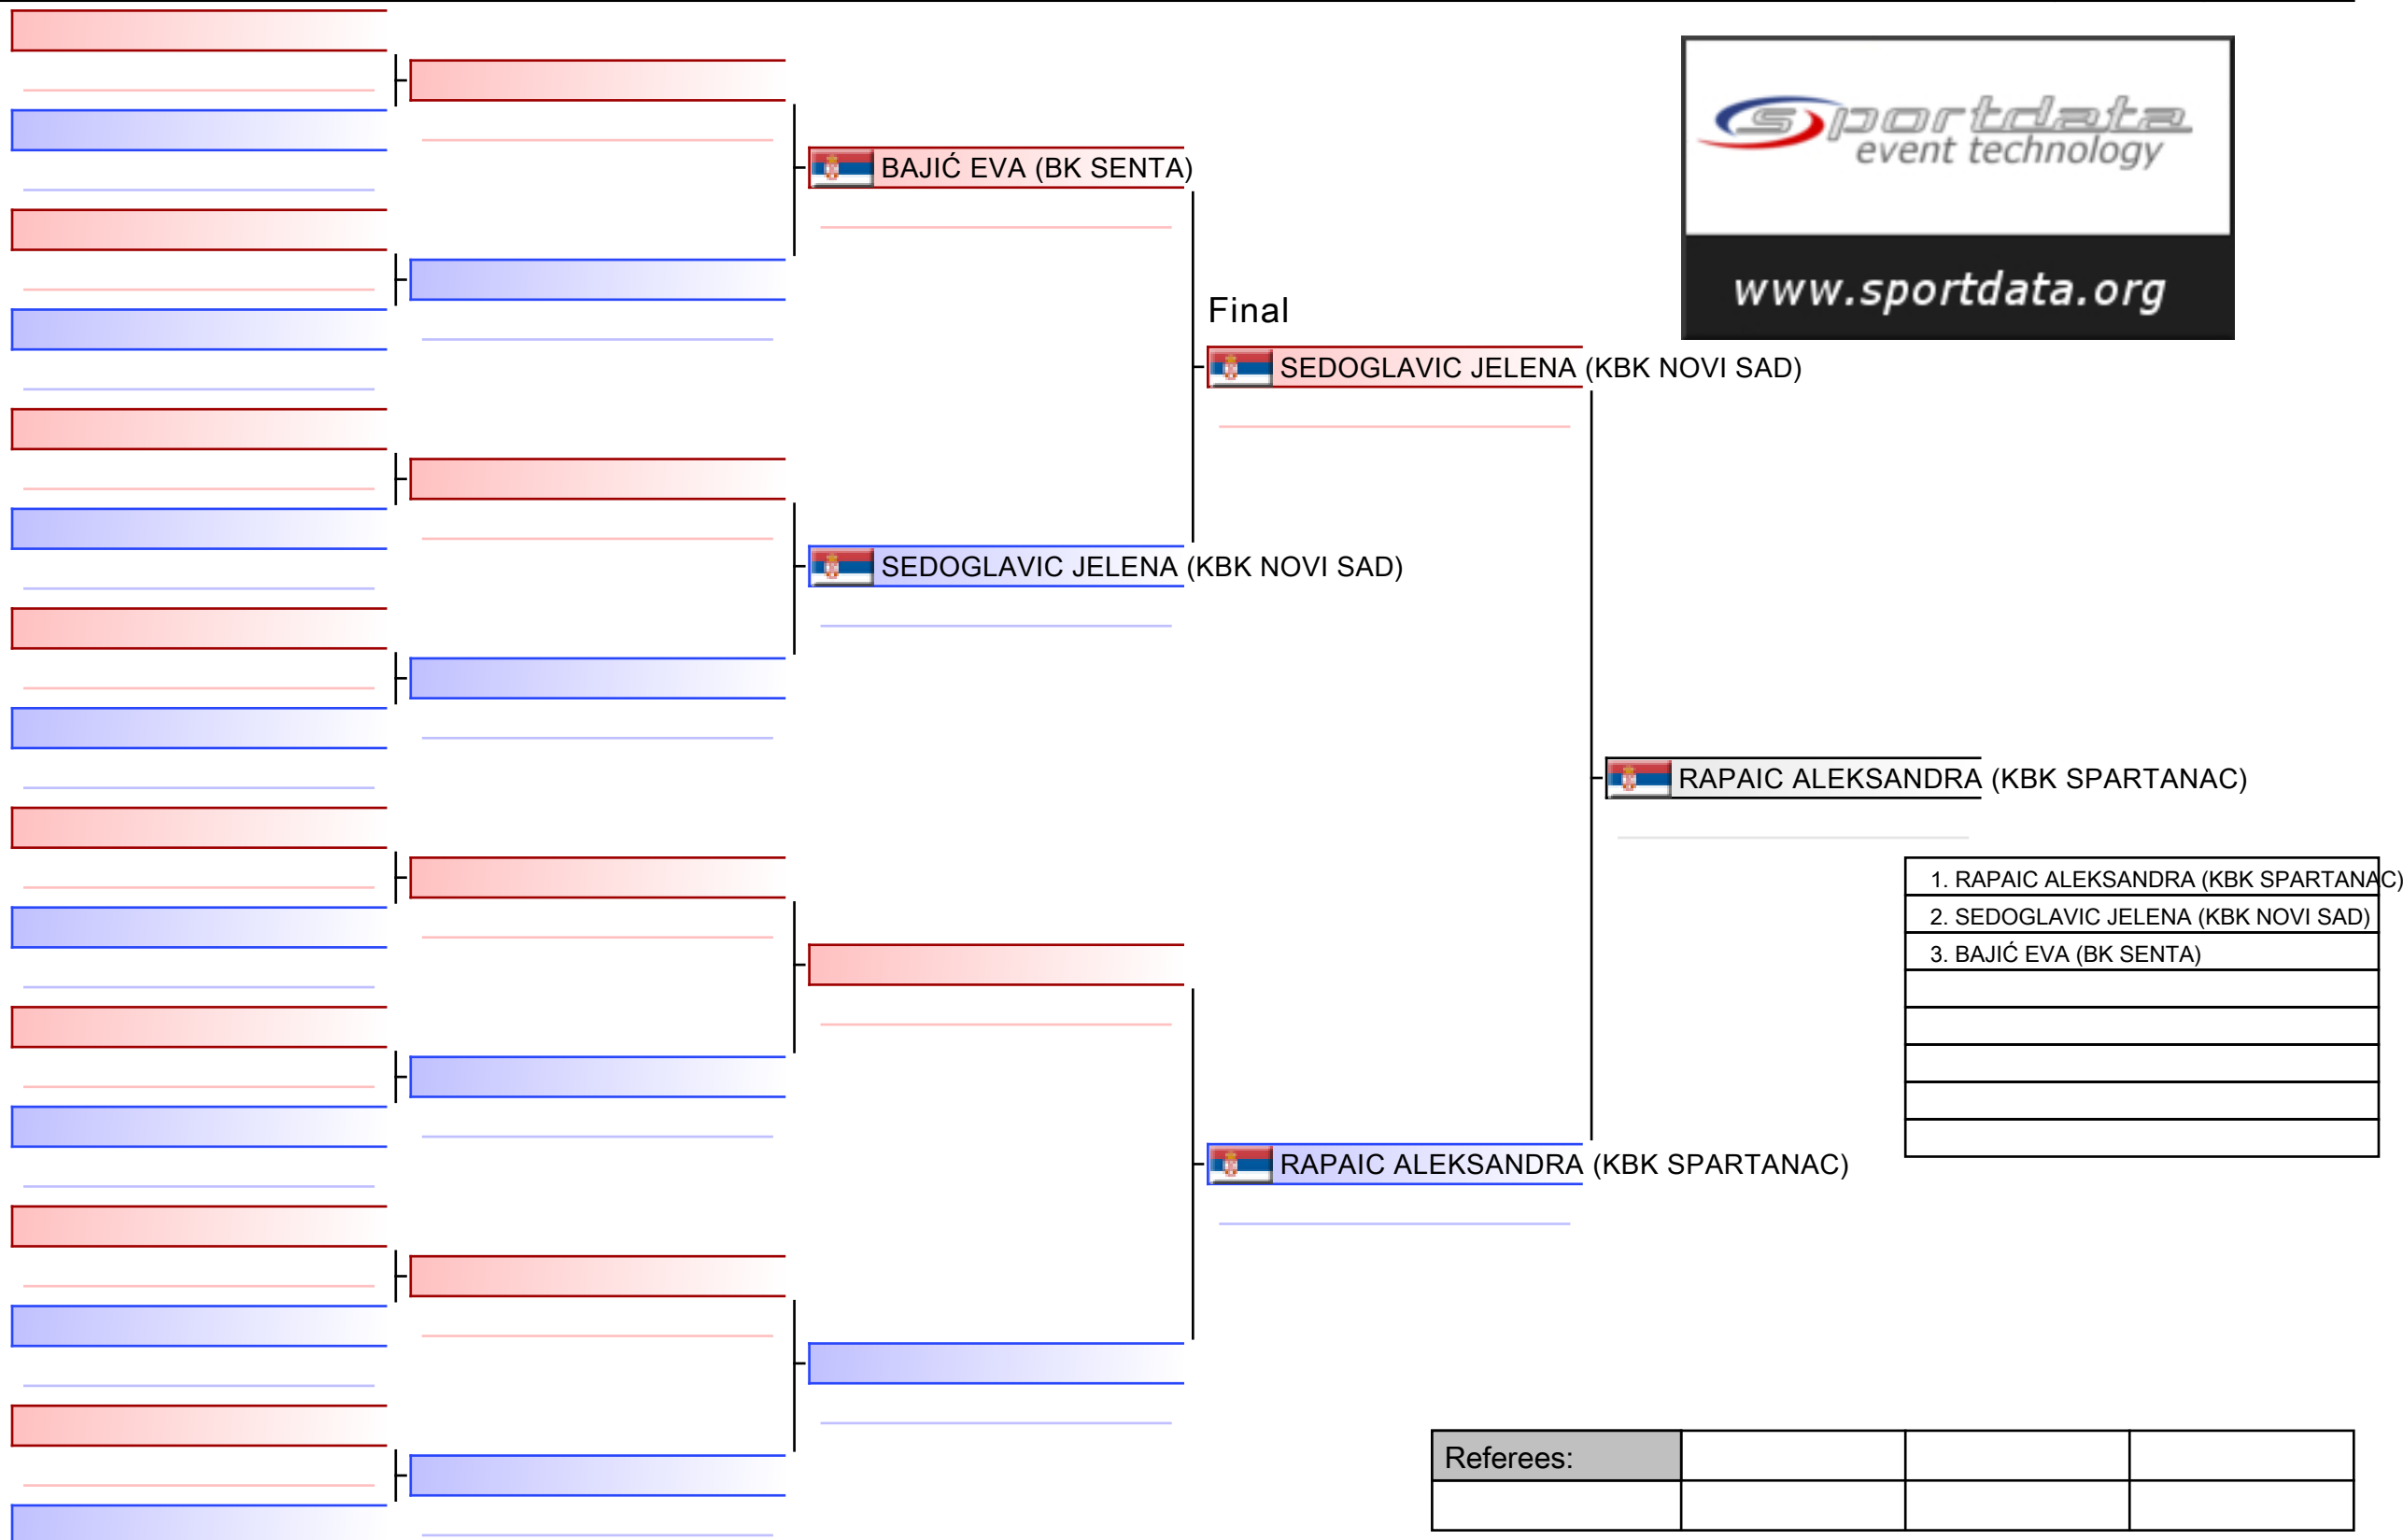 sportdata
event technology
www.sportdata.org
BAJIĆ EVA (BK SENTA)
Final
SEDOGLAVIC JELENA (KBK NOVI SAD)
SEDOGLAVIC JELENA (KBK NOVI SAD)
RAPAIC ALEKSANDRA (KBK SPARTANAC)
1. RAPAIC ALEKSANDRA (KBK SPARTANAC)
2. SEDOGLAVIC JELENA (KBK NOVI SAD)
3. BAJIĆ EVA (BK SENTA)
RAPAIC ALEKSANDRA (KBK SPARTANAC)
Referees: